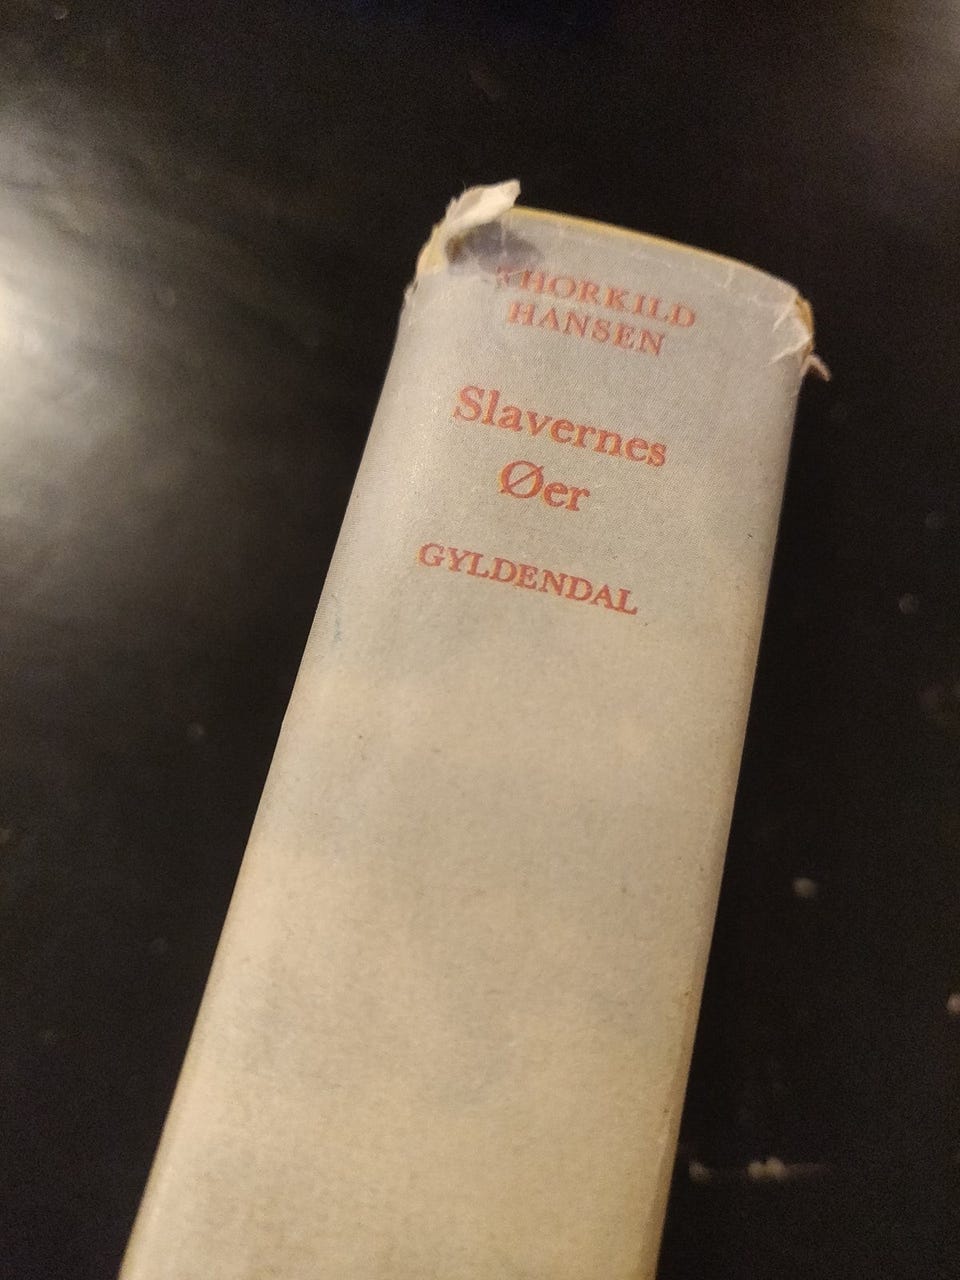 THORKILD
HANSEN
Slavernes
Øer
GYLDENDAL